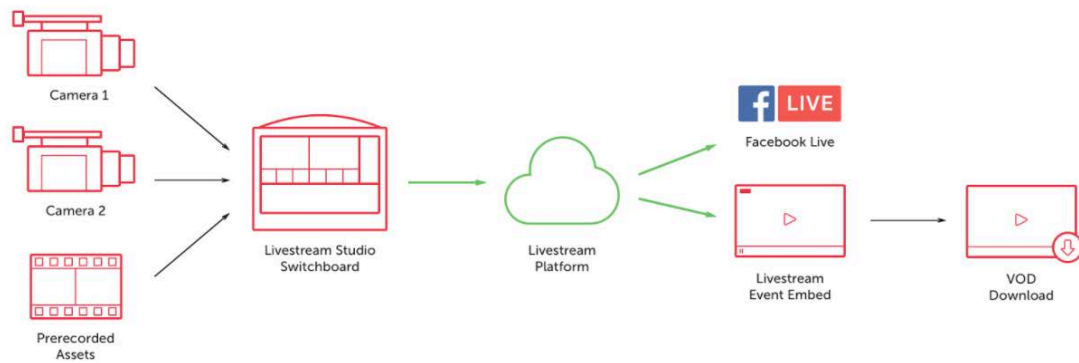 Camera 1
Camera 2
Prerecorded
Assets
Livestream Studio
Switchboard
Livestream
Platform
f LIVE
Facebook Live
Livestream
Event Embed
VOD
Download